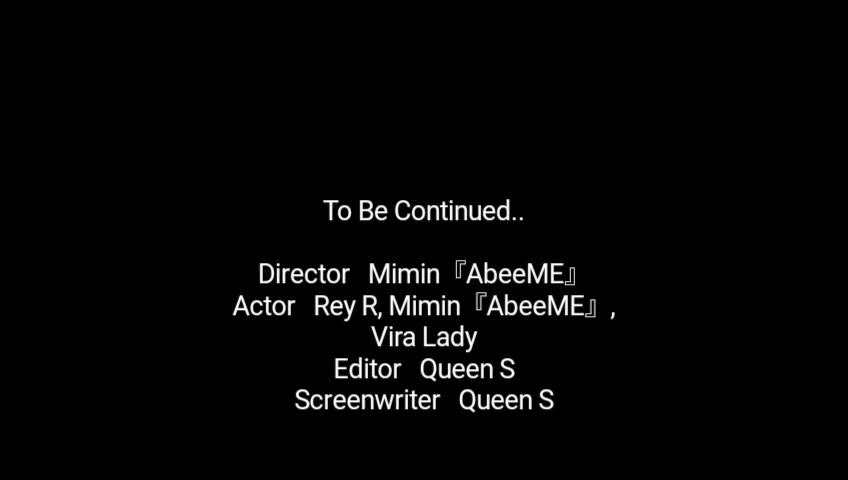 To Be Continued..
Director Mimin『AbeeME』
Actor Rey R, Mimin『AbeeME』,
Vira Lady
Editor Queen S
Screenwriter Queen S